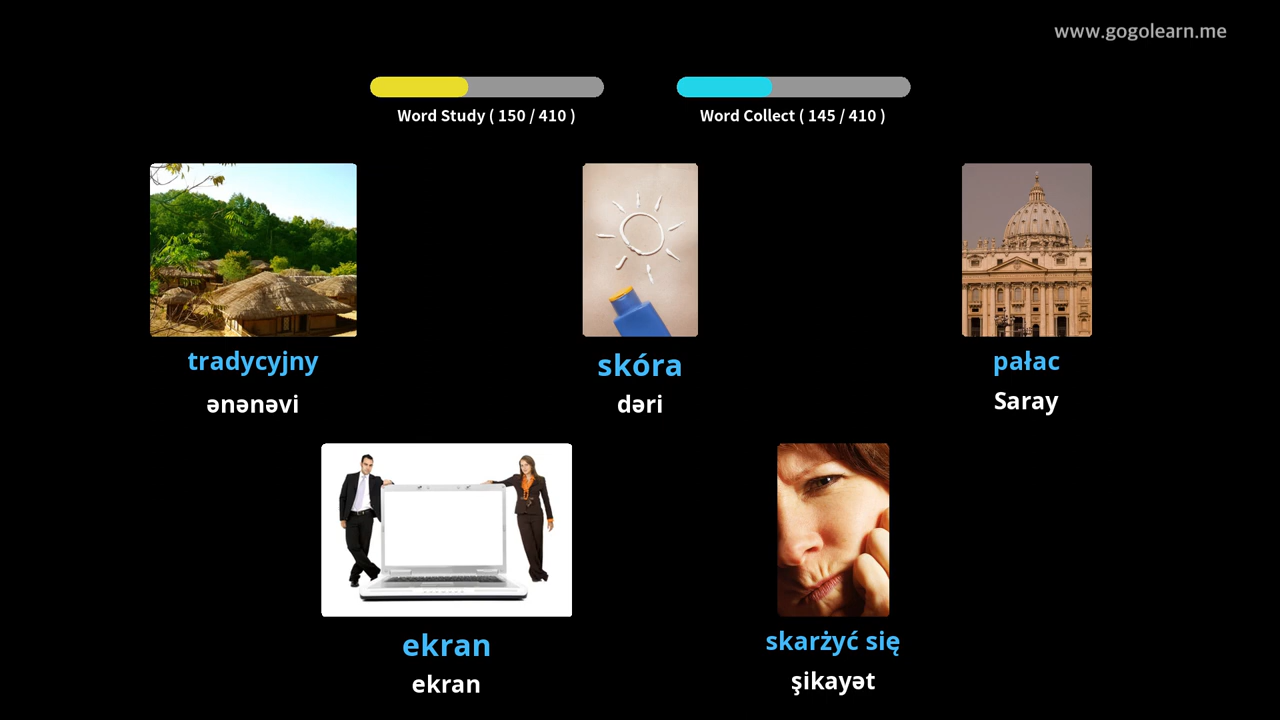 www.gogolearn.me
Word Study ( 150 / 410 )
Word Collect ( 145 / 410 )
tradycyjny
ənənəvi
skóra
dəri
pałac
Saray
ekran
ekran
skarżyć się
şikayət